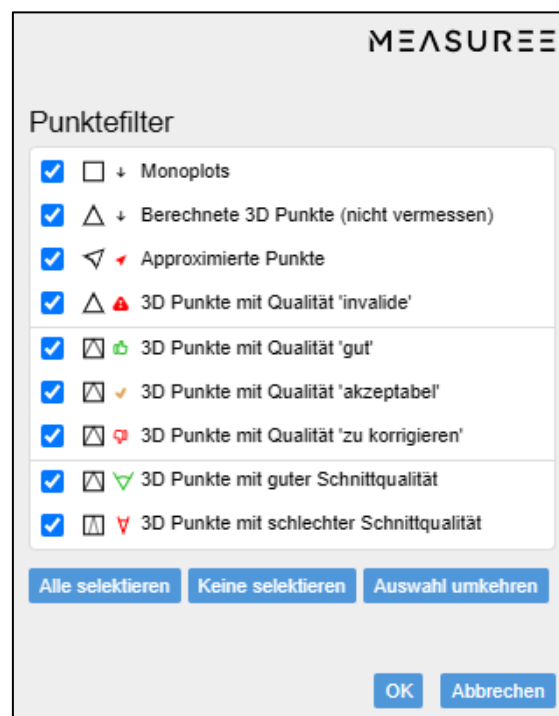 MEASUREE
Punktefilter
Monoplots
Berechnete 3D Punkte (nicht vermessen)
Approximierte Punkte
3D Punkte mit Qualität 'invalide'
3D Punkte mit Qualität 'gut'
3D Punkte mit Qualität 'akzeptabel'
3D Punkte mit Qualität 'zu korrigieren'
3D Punkte mit guter Schnittqualität
3D Punkte mit schlechter Schnittqualität
Alle selektieren Keine selektieren Auswahl umkehren
OK Abbrechen